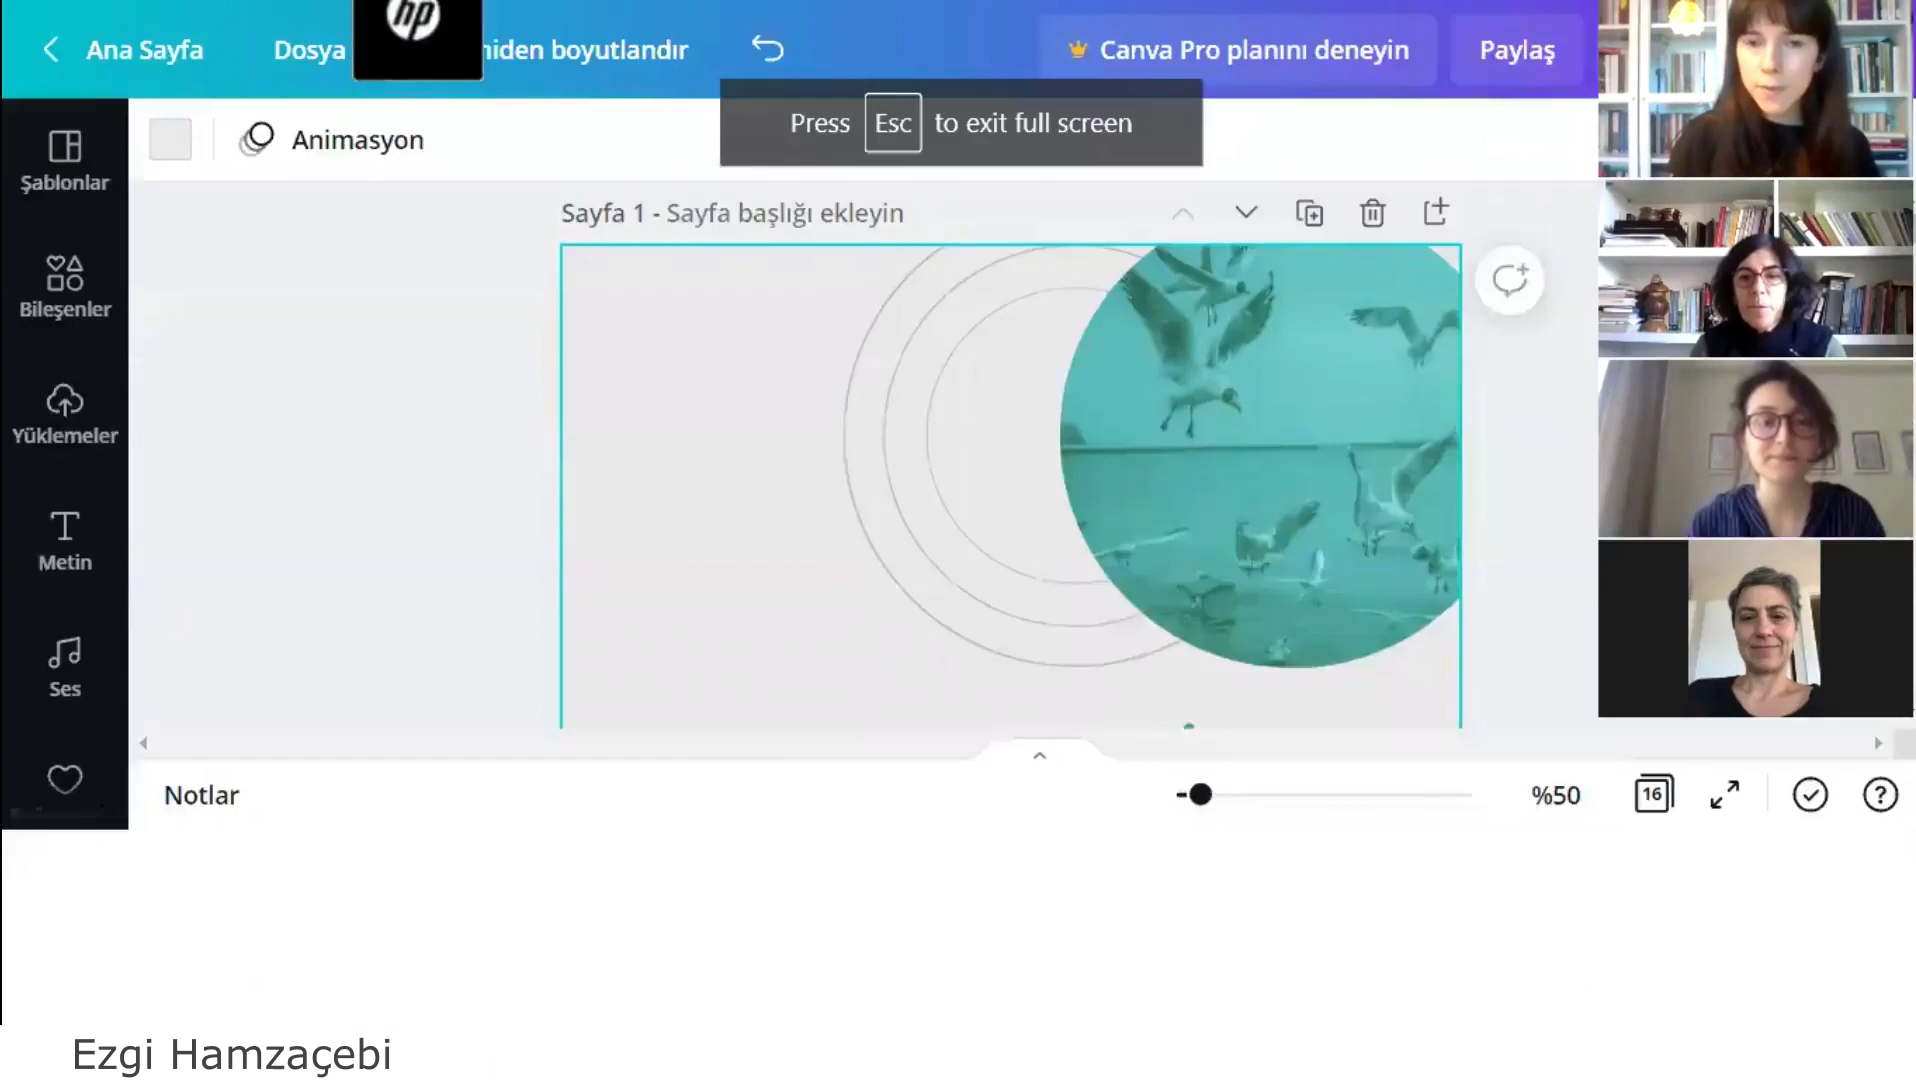 hp
Ana Sayfa
Dosya
niden boyutlandır
Canva Pro planını deneyin
Paylaş
Press Esc to exit full screen
Animasyon
Şablonlar
Bileşenler
Yüklemeler
Metin
Ses
Sayfa 1 - Sayfa başlığı ekleyin
Notlar
%50
16
?
Ezgi Hamzaçebi